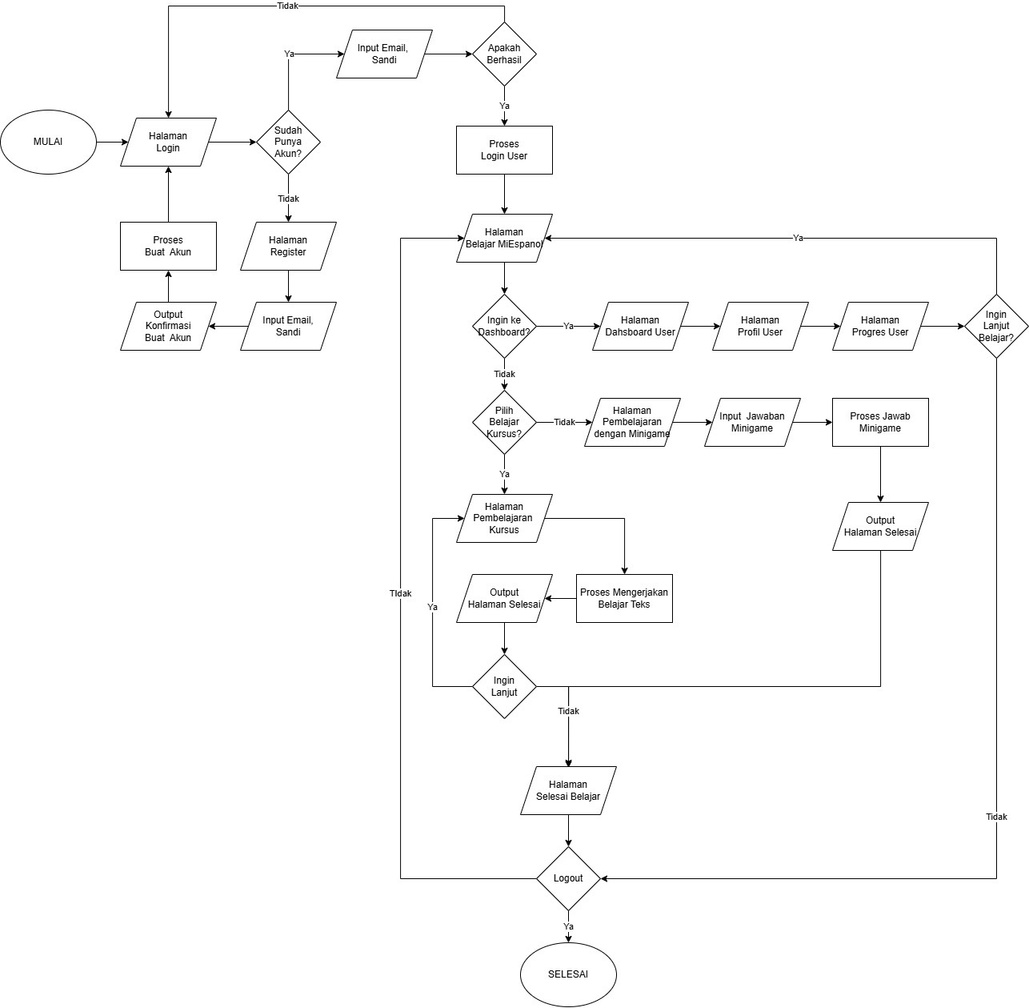 Tidak
Ya
Input Email,
Sandi
Apakah
Berhasil
Ya
MULAI
Halaman
Login
Sudah
Punya
Akun?
Proses
Login User
Tidak
Proses
Buat Akun
Halaman
Register
Halaman
Belajar MiEspanol
Ya
Output
Konfirmasi
Buat Akun
Input Email,
Sandi
Ingin ke
Dashboard?
Ya
Halaman
Dahsboard User
Halaman
Profil User
Halaman
Progres User
Ingin
Lanjut
Belajar?
Tidak
Pilih
Belajar
Kursus?
Tidak
Halaman
Pembelajaran
dengan Minigame
Input Jawaban
Minigame
Proses Jawab
Minigame
Ya
Halaman
Pembelajaran
Kursus
Output
Halaman Selesai
TIdak
Ya
Output
Halaman Selesai
Proses Mengerjakan
Belajar Teks
Ingin
Lanjut
Tidak
Halaman
Selesai Belajar
Tidak
Logout
Ya
SELESAI